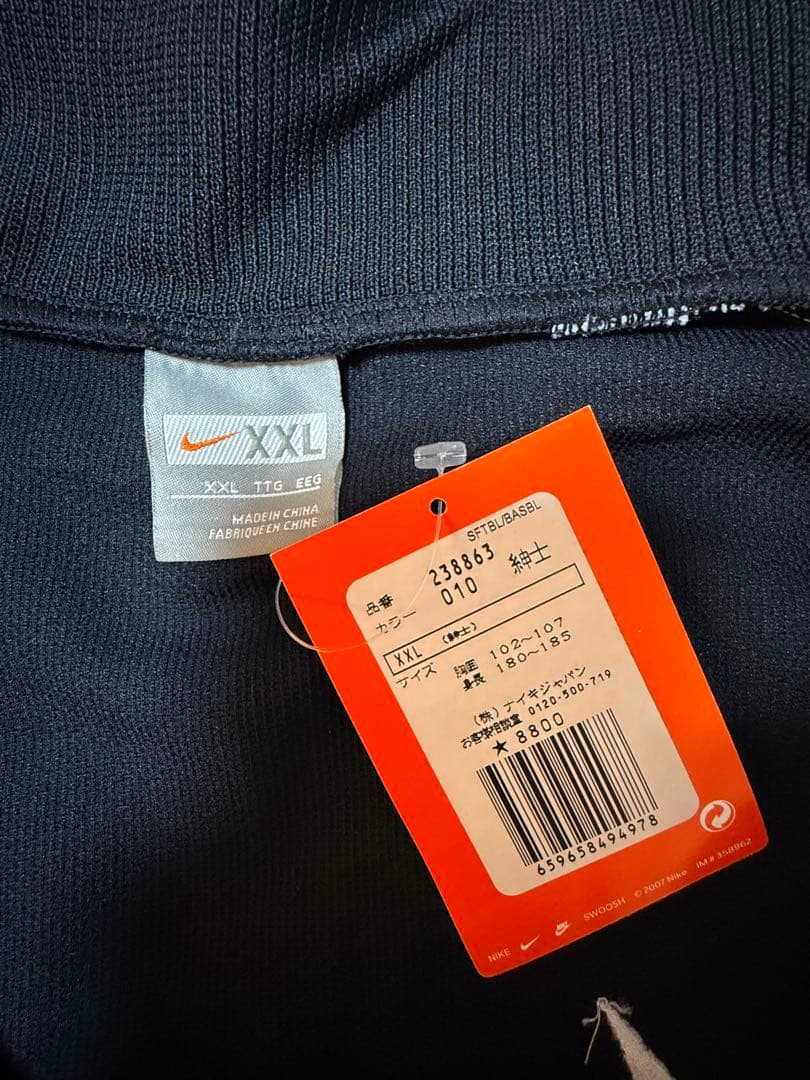 XXL
XXL TTG EEG
MADE IN CHINA
FABRIQUE EN CHINE
SFTBL/BASBL
品番 238863 紳士
カラー 010
XXL (紳士)
サイズ 胸囲 102~107
身長 180~185
(株)ナイキジャパン
お客様相談室 0120-500-719
★8800
659658494978
NIKE SWOOSH ©2007 Nike IM # 358962